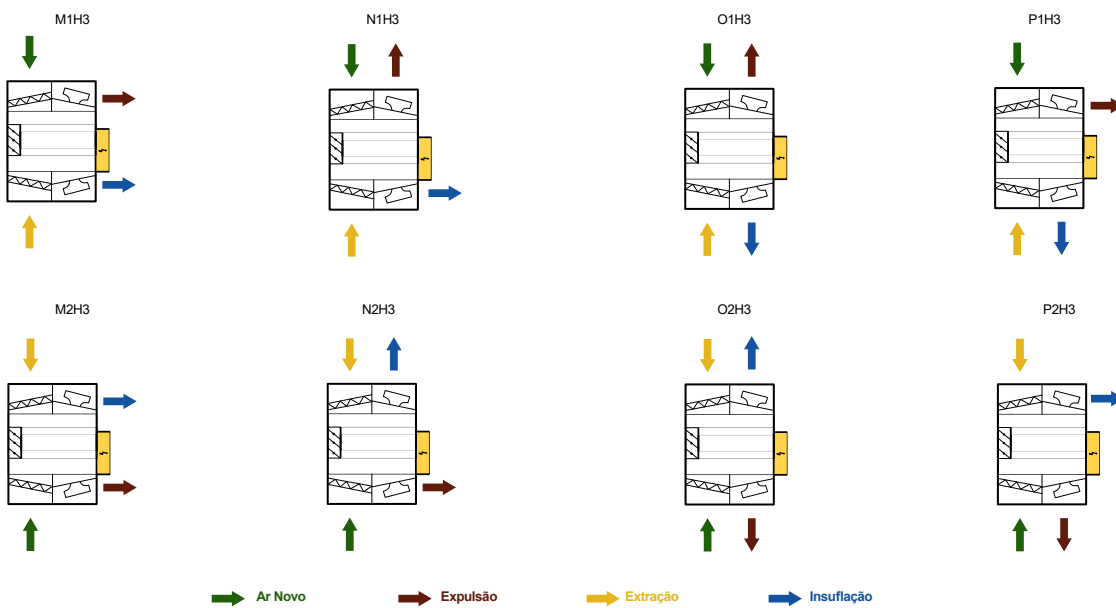 M1H3
N1H3
O1H3
P1H3
M2H3
N2H3
O2H3
P2H3
Ar Novo
Expulsão
Extração
Insuflação